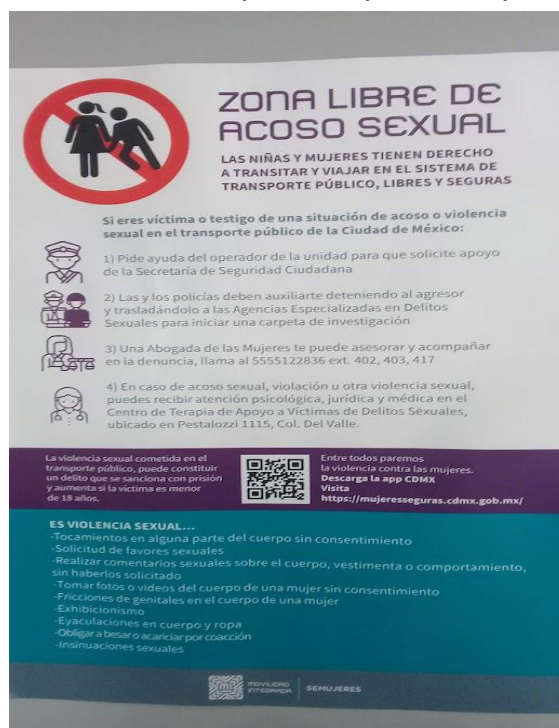 ZONA LIBRE DE
ACOSO SEXUAL
LAS NIÑAS Y MUJERES TIENEN DERECHO
A TRANSITAR Y VIAJAR EN EL SISTEMA DE
TRANSPORTE PÚBLICO, LIBRES Y SEGURAS
Si eres víctima o testigo de una situación de acoso o violencia
sexual en el transporte público de la Ciudad de México:
1) Pide ayuda del operador de la unidad para que solicite apoyo
de la Secretaría de Seguridad Ciudadana
2) Las y los policías deben auxiliarte deteniendo al agresor
y trasladándolo a las Agencias Especializadas en Delitos
Sexuales para iniciar una carpeta de investigación
3) Una Abogada de las Mujeres te puede asesorar y acompañar
en la denuncia, llama al 5555122836 ext. 402, 403, 417
4) En caso de acoso sexual, violación u otra violencia sexual,
puedes recibir atención psicológica, jurídica y médica en el
Centro de Terapia de Apoyo a Víctimas de Delitos Sexuales,
ubicado en Pestalozzi 1115, Col. Del Valle.
La violencia sexual cometida en el
transporte público, puede constituir
un delito que se sanciona con prisión
y aumenta si la víctima es menor
de 18 años.
Entre todos paremos
la violencia contra las mujeres.
Descarga la app CDMX
Visita
https://mujeresseguras.cdmx.gob.mx/
ES VIOLENCIA SEXUAL...
-Tocamientos en alguna parte del cuerpo sin consentimiento
-Solicitud de favores sexuales
-Realizar comentarios sexuales sobre el cuerpo, vestimenta o comportamiento,
sin haberlos solicitado
-Tomar fotos o videos del cuerpo de una mujer sin consentimiento
-Fricciones de genitales en el cuerpo de una mujer
-Exhibicionismo
-Eyaculaciones en cuerpo y ropa
-Obligar a besar o acariciar por coacción
-Insinuaciones sexuales
MOVILIDAD
INTEGRADA
SEMUJERES